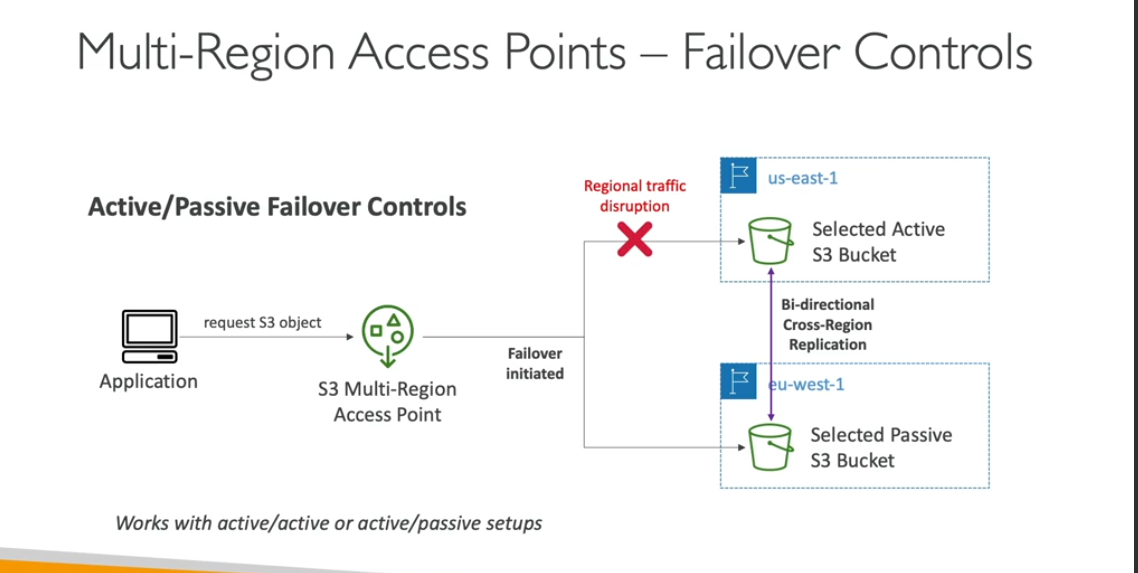 Multi-Region Access Points – Failover Controls
Active/Passive Failover Controls
Regional traffic
disruption
us-east-1
Selected Active
S3 Bucket
Application
request S3 object
S3 Multi-Region
Access Point
Failover
initiated
Bi-directional
Cross-Region
Replication
eu-west-1
Selected Passive
S3 Bucket
Works with active/active or active/passive setups